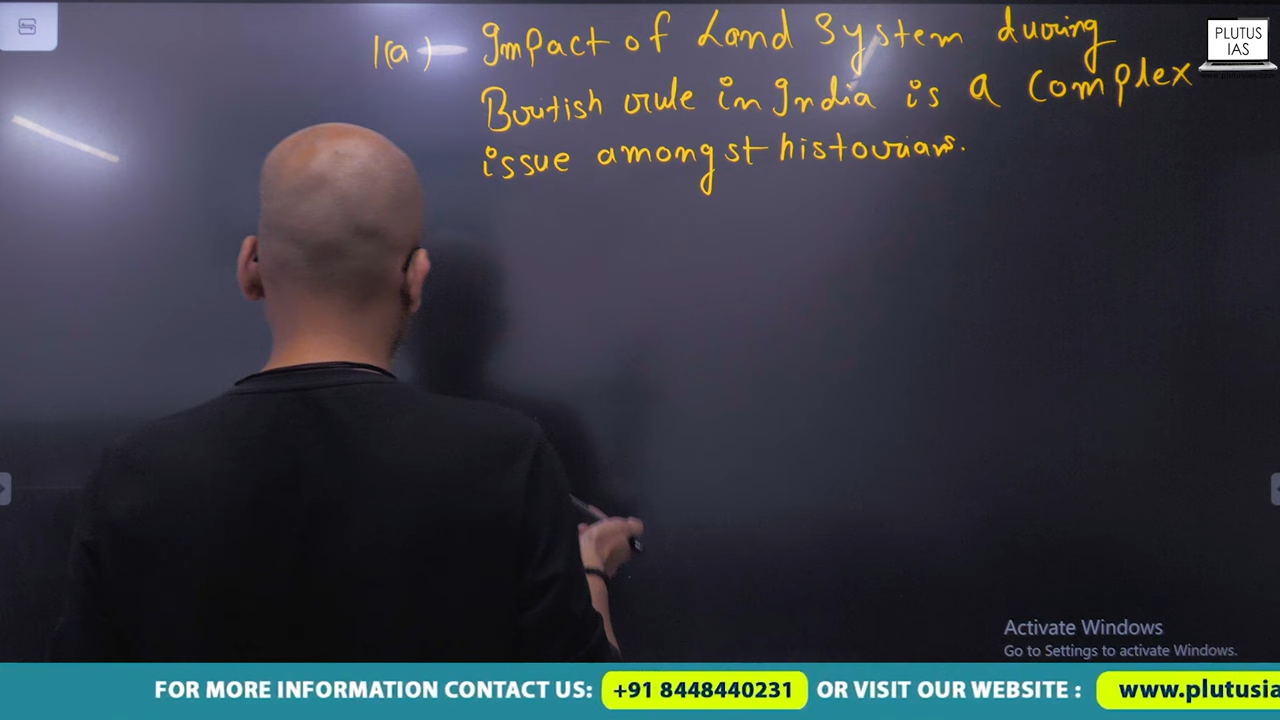 1(a) - Impact of Land System during
British rule in India is a complex
issue amongst historians.
PLUTUS
IAS
Activate Windows
Go to Settings to activate Windows.
FOR MORE INFORMATION CONTACT US: +91 8448440231 OR VISIT OUR WEBSITE : www.plutusia